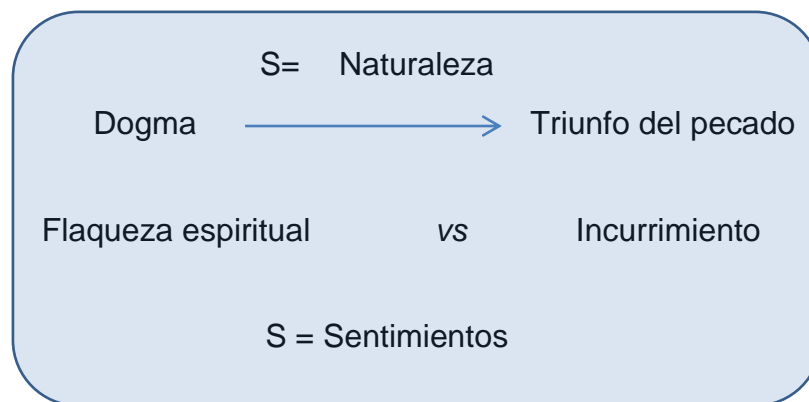 S= Naturaleza
Dogma Triunfo del pecado
Flaqueza espiritual vs Incurrimiento
S = Sentimientos